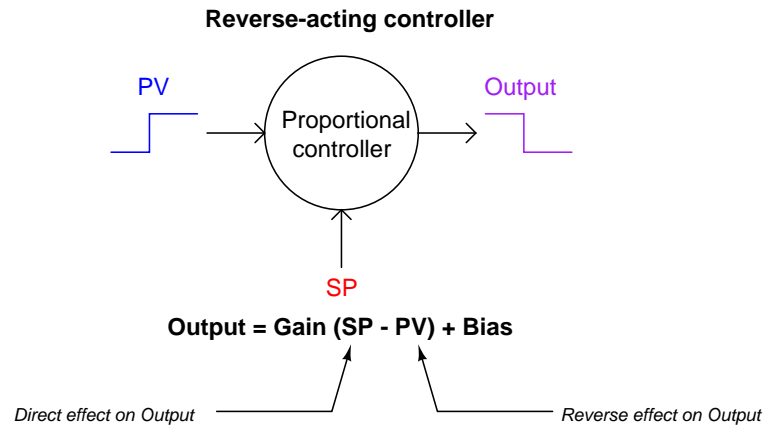 Reverse-acting controller
PV
Output
Proportional
controller
SP
Output = Gain (SP - PV) + Bias
Direct effect on Output
Reverse effect on Output